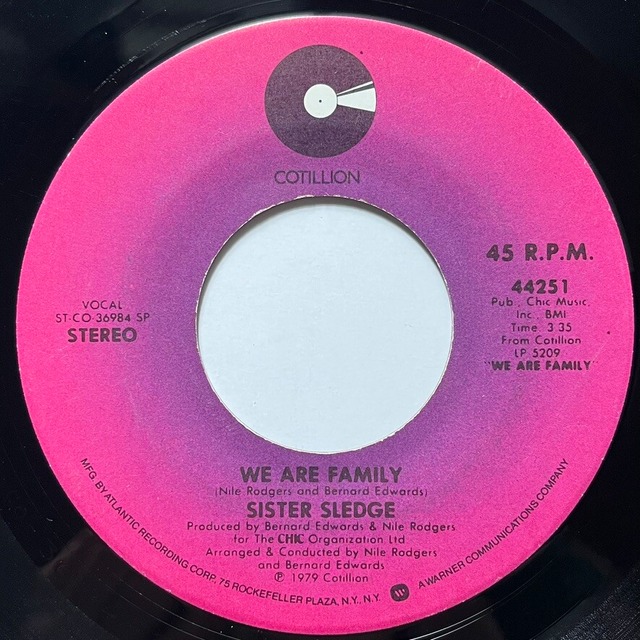 COTILLION
45 R.P.M.
44251
Pub., Chic Music,
Inc., BMI
Time: 3:35
From Cotillion
LP 5209
"WE ARE FAMILY"
VOCAL
ST-CO-36984 SP
STEREO
WE ARE FAMILY
(Nile Rodgers and Bernard Edwards)
SISTER SLEDGE
Produced by Bernard Edwards & Nile Rodgers
for The CHIC Organization Ltd
Arranged & Conducted by Nile Rodgers
and Bernard Edwards
℗ 1979 Cotillion
MFG. BY ATLANTIC RECORDING CORP. 75 ROCKEFELLER PLAZA, N.Y., N.Y. A WARNER COMMUNICATIONS COMPANY